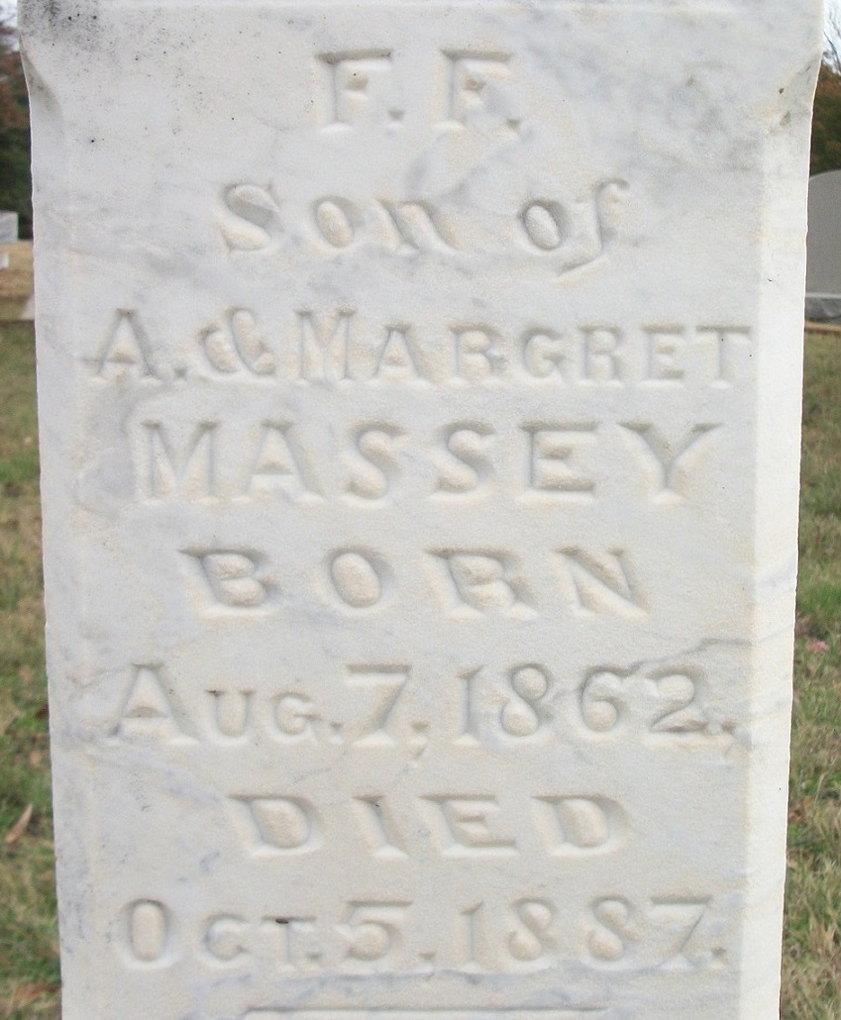 F. F.
Son of
A. & MARGRET
MASSEY
BORN
AUG. 7, 1862.
DIED
OCT. 5, 1887.